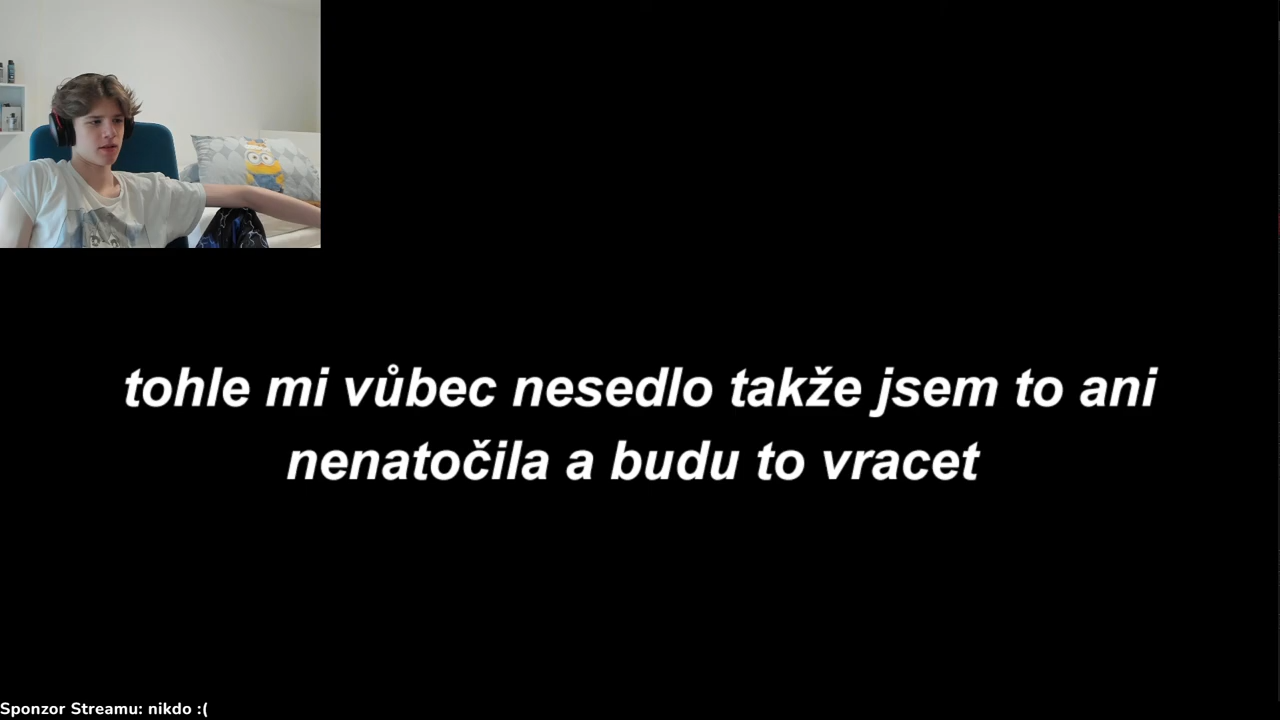 tohle mi vůbec nesedlo takže jsem to ani
nenatočila a budu to vracet
Sponzor Streamu: nikdo :(